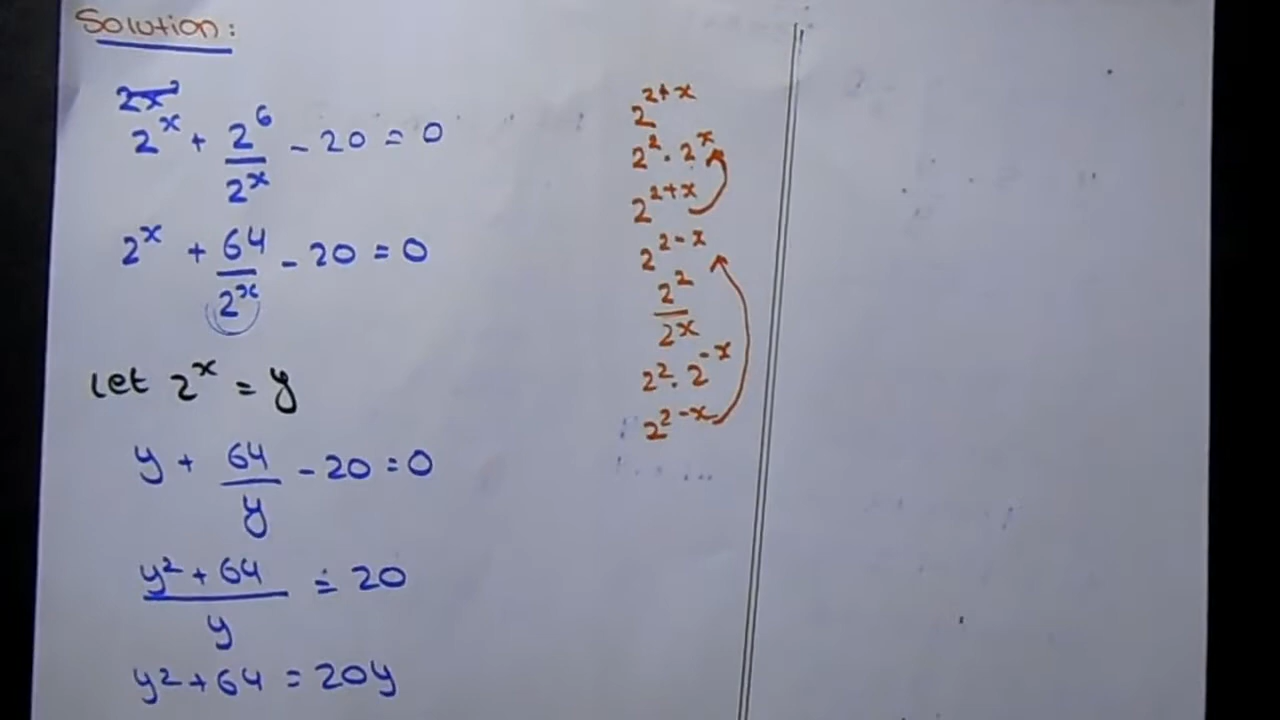 Solution:
2^x + 2^6/2^x - 20 = 0
2^x + 64/2^x - 20 = 0
Let 2^x = y
y + 64/y - 20 = 0
(y² + 64)/y = 20
y² + 64 = 20y
2^(2+x)
2² · 2^x
2^(2+x)
2^(2-x)
2²/2^x
2² · 2^(-x)
2^(2-x)